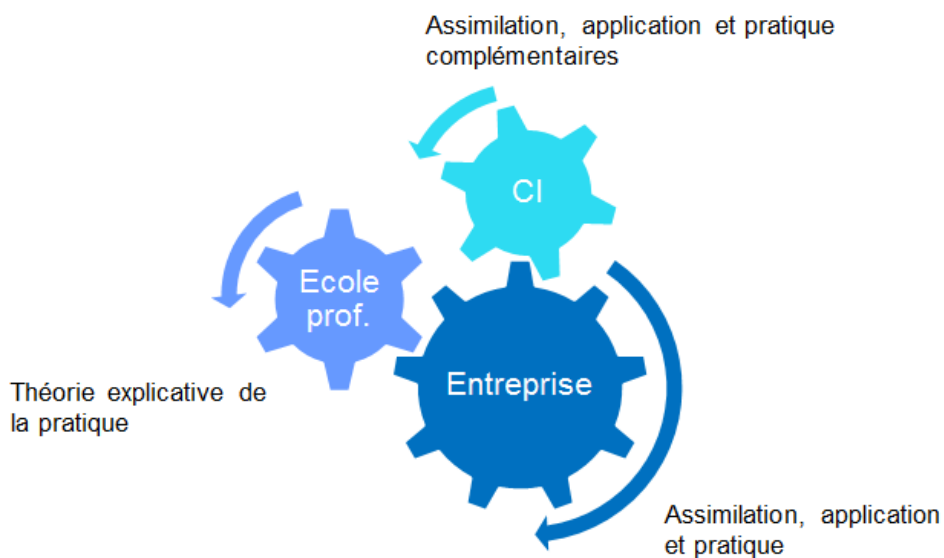 Assimilation, application et pratique
complémentaires
CI
Ecole
prof.
Entreprise
Théorie explicative de
la pratique
Assimilation, application
et pratique